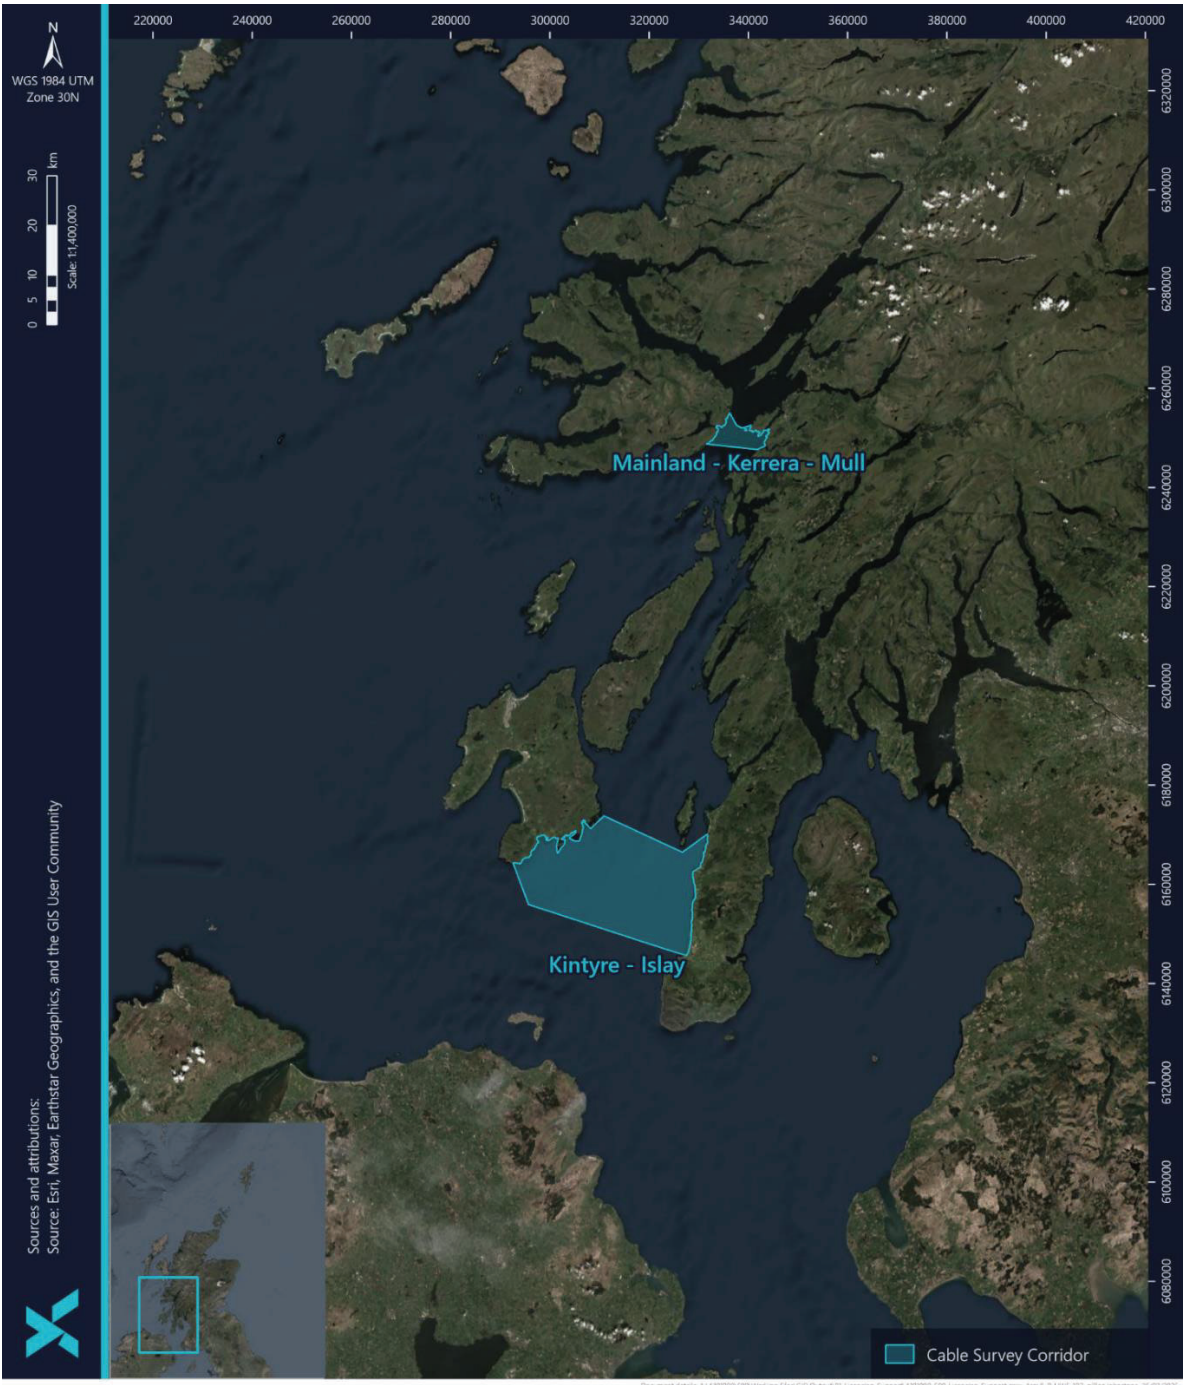 220000 240000 260000 280000 300000 320000 340000 360000 380000 400000 420000
N
WGS 1984 UTM
Zone 30N
0 5 10 20 30 km
Scale: 1:1,400,000
6320000
6300000
6280000
6260000
6240000
6220000
6200000
6180000
6160000
6140000
6120000
6100000
6080000
Mainland - Kerrera - Mull
Kintyre - Islay
Sources and attributions:
Source: Esri, Maxar, Earthstar Geographics, and the GIS User Community
Cable Survey Corridor